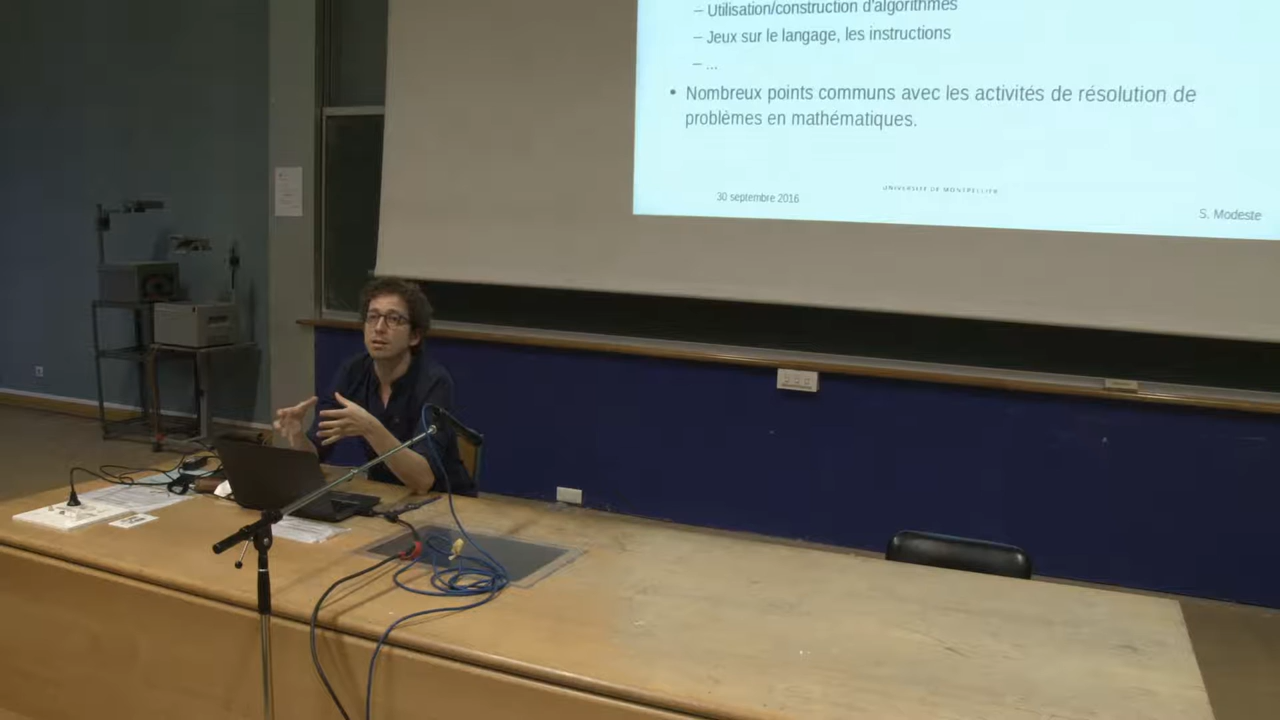 – Utilisation/construction d'algorithmes
– Jeux sur le langage, les instructions
– ...
• Nombreux points communs avec les activités de résolution de
problèmes en mathématiques.
30 septembre 2016
UNIVERSITÉ DE MONTPELLIER
S. Modeste